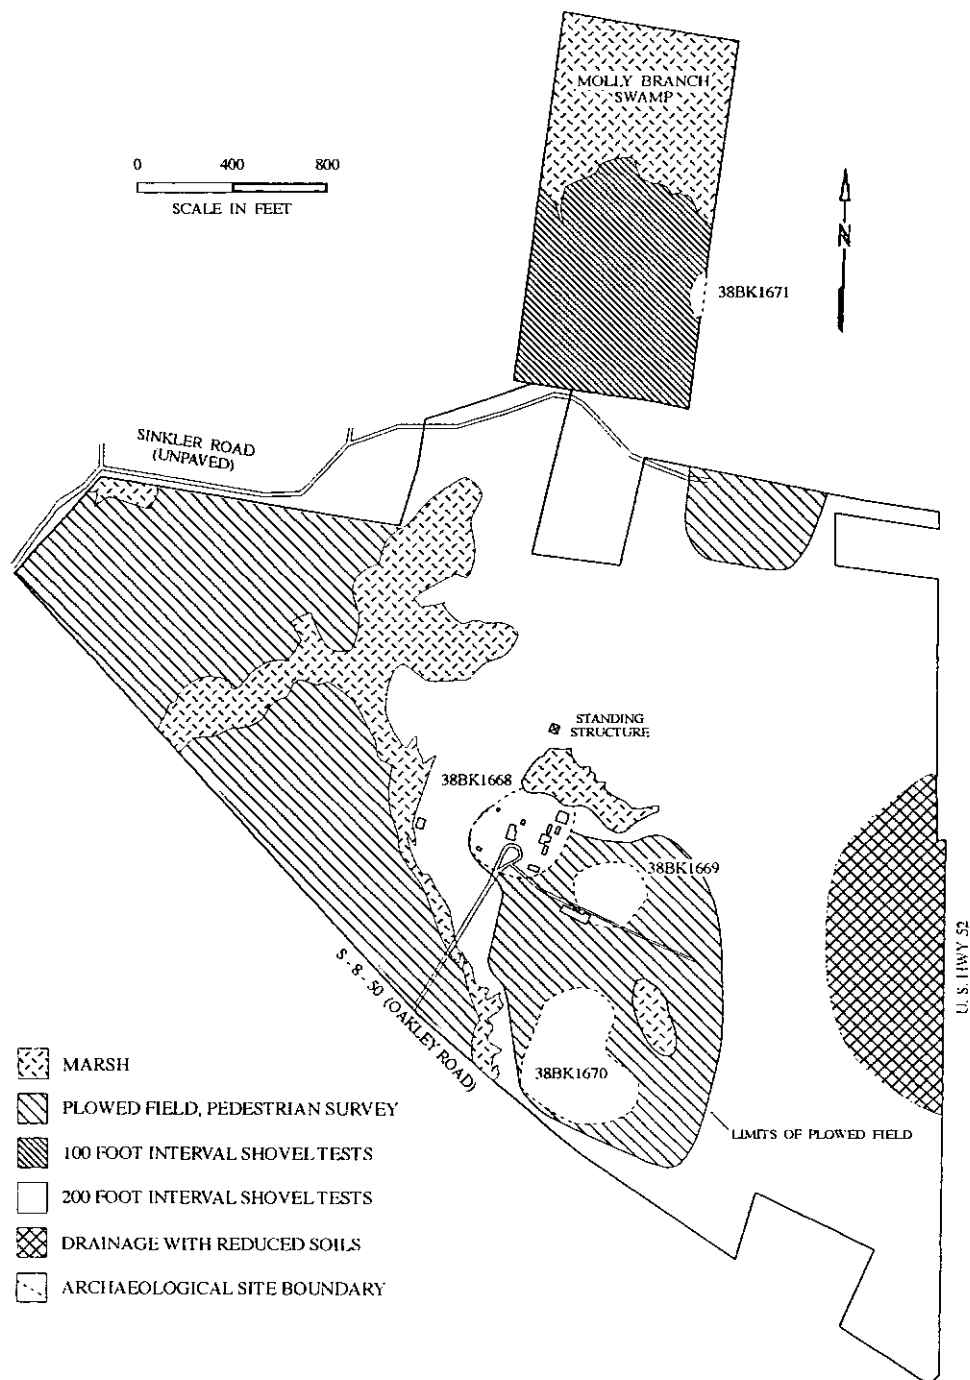 MOLLY BRANCH
SWAMP
0 400 800
SCALE IN FEET
N
38BK1671
SINKLER ROAD
(UNPAVED)
STANDING
STRUCTURE
38BK1668
38BK1669
U. S. HWY 52
S - 8 - 50 (OAKLEY ROAD)
38BK1670
LIMITS OF PLOWED FIELD
MARSH
PLOWED FIELD, PEDESTRIAN SURVEY
100 FOOT INTERVAL SHOVEL TESTS
200 FOOT INTERVAL SHOVEL TESTS
DRAINAGE WITH REDUCED SOILS
ARCHAEOLOGICAL SITE BOUNDARY